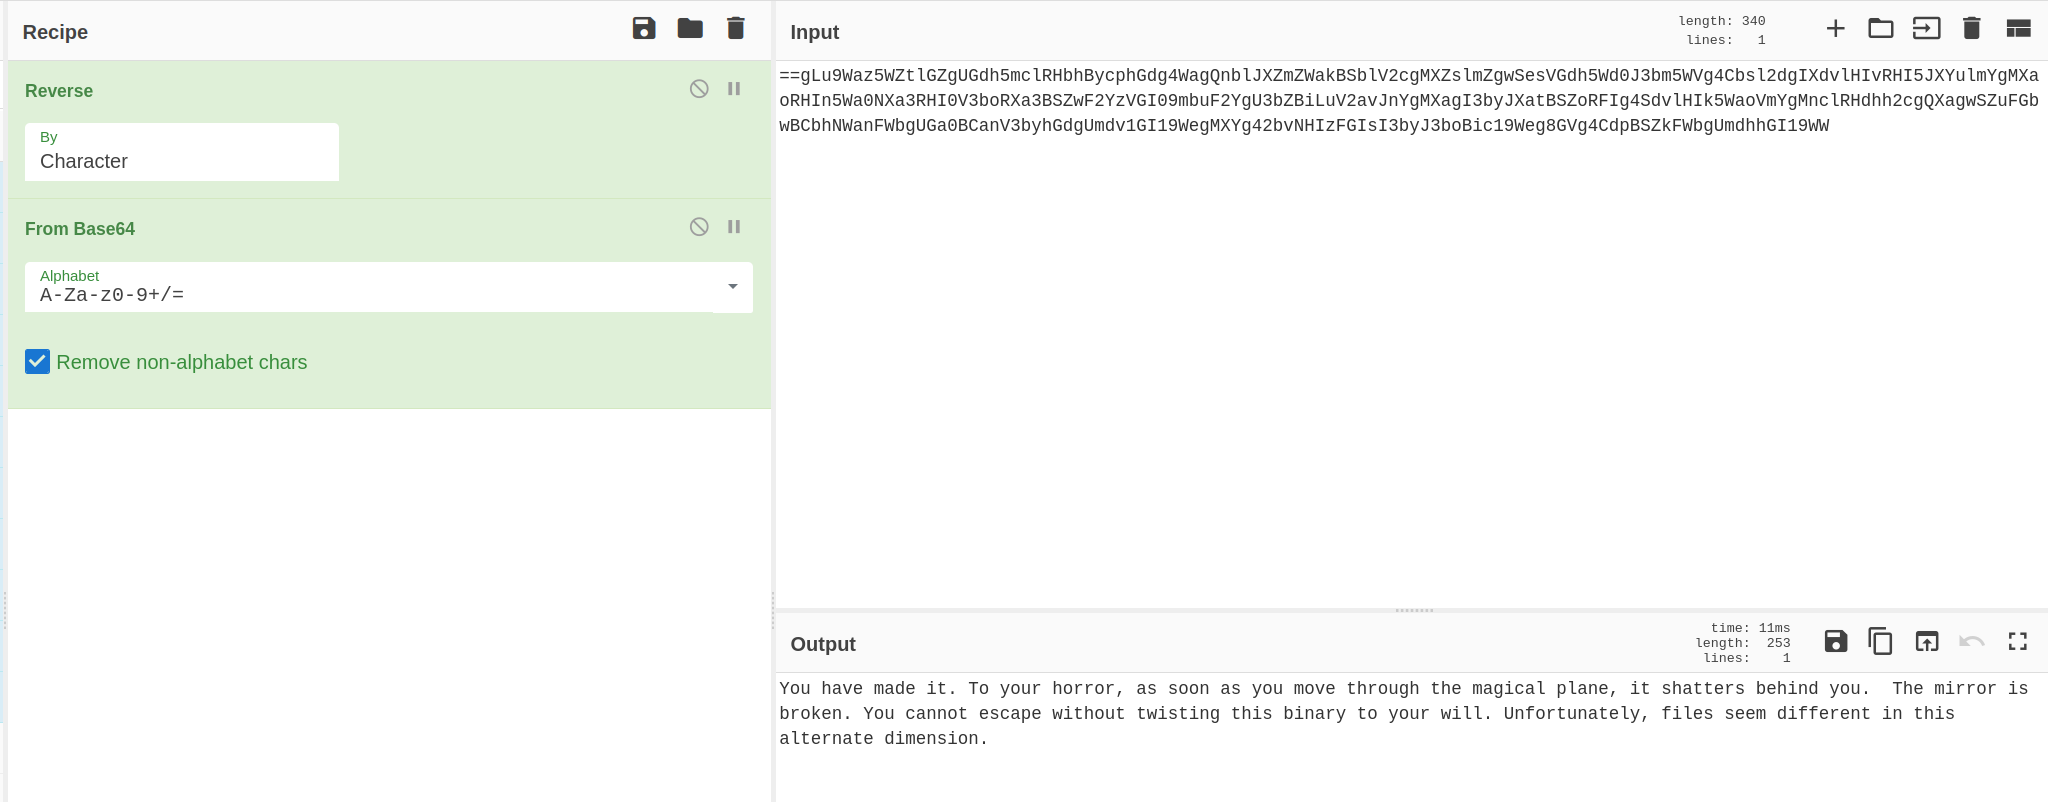 Recipe
Reverse
By
Character
From Base64
Alphabet
A-Za-z0-9+/=
Remove non-alphabet chars
Input
length: 340
lines: 1
==gLu9Waz5WZtlGZgUGdh5mclRHbhBycphGdg4WagQnblJXZmZWakBSblV2cgMXZslmZgwSesVGdh5Wd0J3bm5WVg4Cbsl2dgIXdvlHIvRHI5JXYulmYgMXa
oRHIn5Wa0NXa3RHI0V3boRXa3BSZwF2YzVGI09mbuF2YgU3bZBiLuV2avJnYgMXagI3byJXatBSZoRFIg4SdvlHIk5WaoVmYgMnclRHdhh2cgQXagwSZuFGb
wBCbhNWanFWbgUGa0BCanV3byhGdgUmdv1GI19WegMXYg42bvNHIzFGIsI3byJ3boBic19Weg8GVg4CdpBSZkFWbgUmdhhGI19WW
Output
time: 11ms
length: 253
lines: 1
You have made it. To your horror, as soon as you move through the magical plane, it shatters behind you.  The mirror is
broken. You cannot escape without twisting this binary to your will. Unfortunately, files seem different in this
alternate dimension.